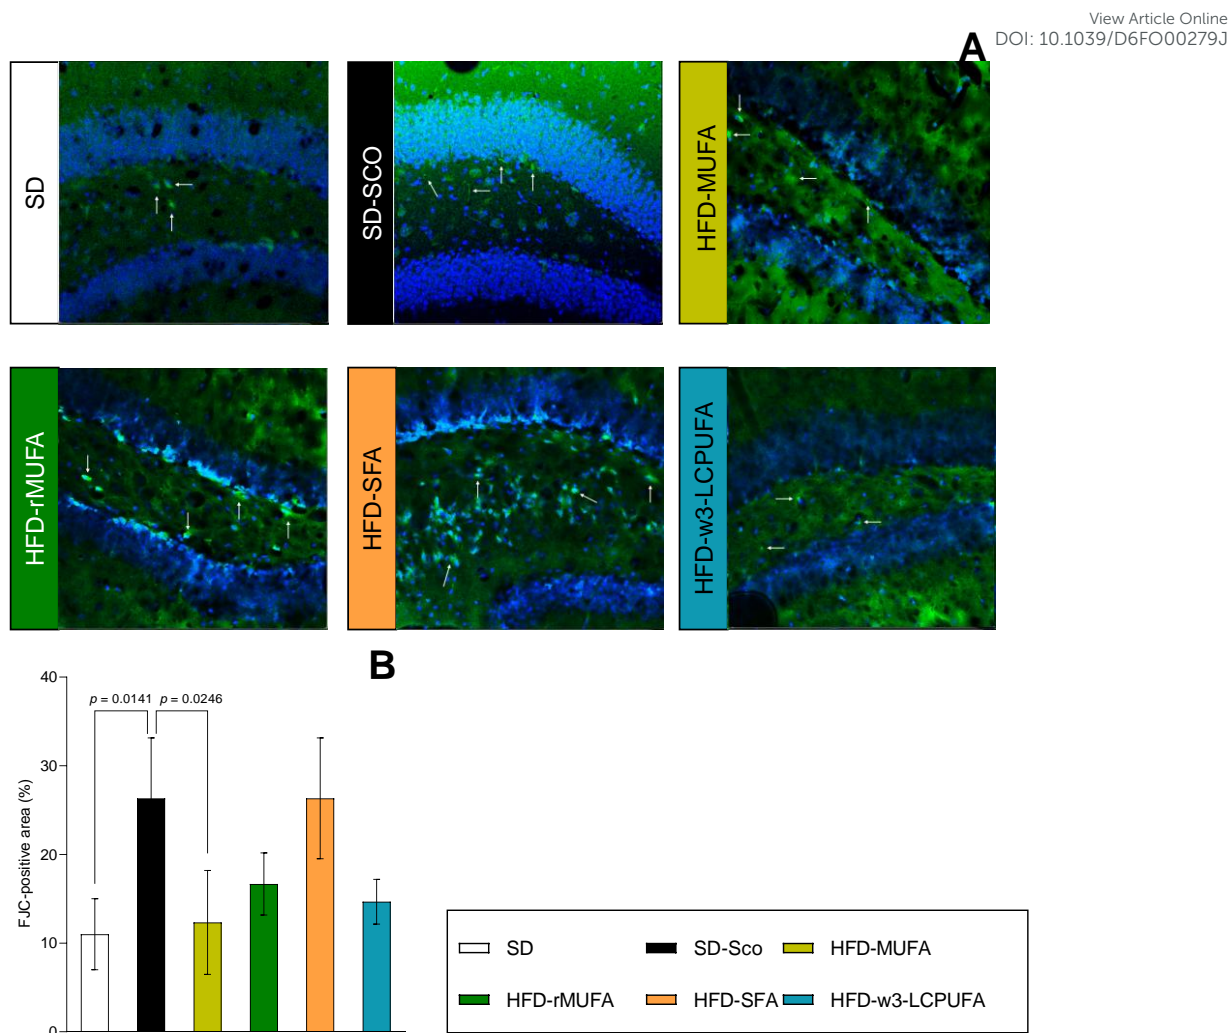 View Article Online
DOI: 10.1039/D6FO00279J
A
SD
SD-SCO
HFD-MUFA
HFD-rMUFA
HFD-SFA
HFD-w3-LCPUFA
B
p = 0.0141
p = 0.0246
FJC-positive area (%)
40
30
20
10
0
SD
SD-Sco
HFD-MUFA
HFD-rMUFA
HFD-SFA
HFD-w3-LCPUFA